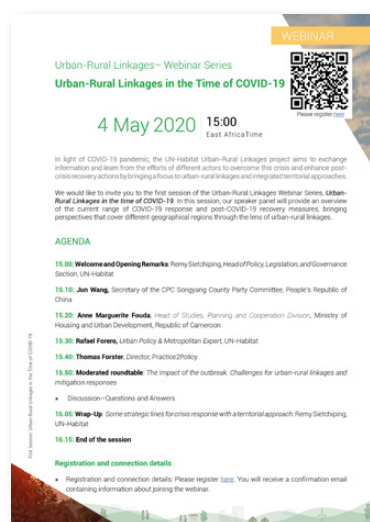 WEBINAR
Urban-Rural Linkages– Webinar Series
Urban-Rural Linkages in the Time of COVID-19
Please register here
4 May 2020 15:00
East AfricaTime
In light of COVID-19 pandemic, the UN-Habitat Urban–Rural Linkages project aims to exchange
information and learn from the efforts of different actors to overcome this crisis and enhance post-
crisis recovery actions by bringing a focus to urban-rural linkages and integrated territorial approaches.
We would like to invite you to the first session of the Urban-Rural Linkages Webinar Series, Urban-
Rural Linkages in the time of COVID-19. In this session, our speaker panel will provide an overview
of the current range of COVID-19 response and post-COVID-19 recovery measures, bringing
perspectives that cover different geographical regions through the lens of urban-rural linkages.
AGENDA
15.00: Welcome and Opening Remarks: Remy Sietchiping, Head of Policy, Legislation, and Governance
Section, UN-Habitat
15.10: Jun Wang, Secretary of the CPC Songyang County Party Committee, People's Republic of
China
15.20: Anne Marguerite Fouda, Head of Studies, Planning and Cooperation Division, Ministry of
Housing and Urban Development, Republic of Cameroon
15.30: Rafael Forero, Urban Policy & Metropolitan Expert, UN-Habitat
15.40: Thomas Forster, Director, Practice2Policy
15.50: Moderated roundtable: The impact of the outbreak. Challenges for urban-rural linkages and
mitigation responses
Discussion–Questions and Answers
16.05: Wrap-Up: Some strategic lines for crisis response with a territorial approach: Remy Sietchiping,
UN-Habitat
16.15: End of the session
Registration and connection details:
Registration and connection details: Please register here. You will receive a confirmation email
containing information about joining the webinar.
First Session: Urban-Rural Linkages in the Time of COVID-19